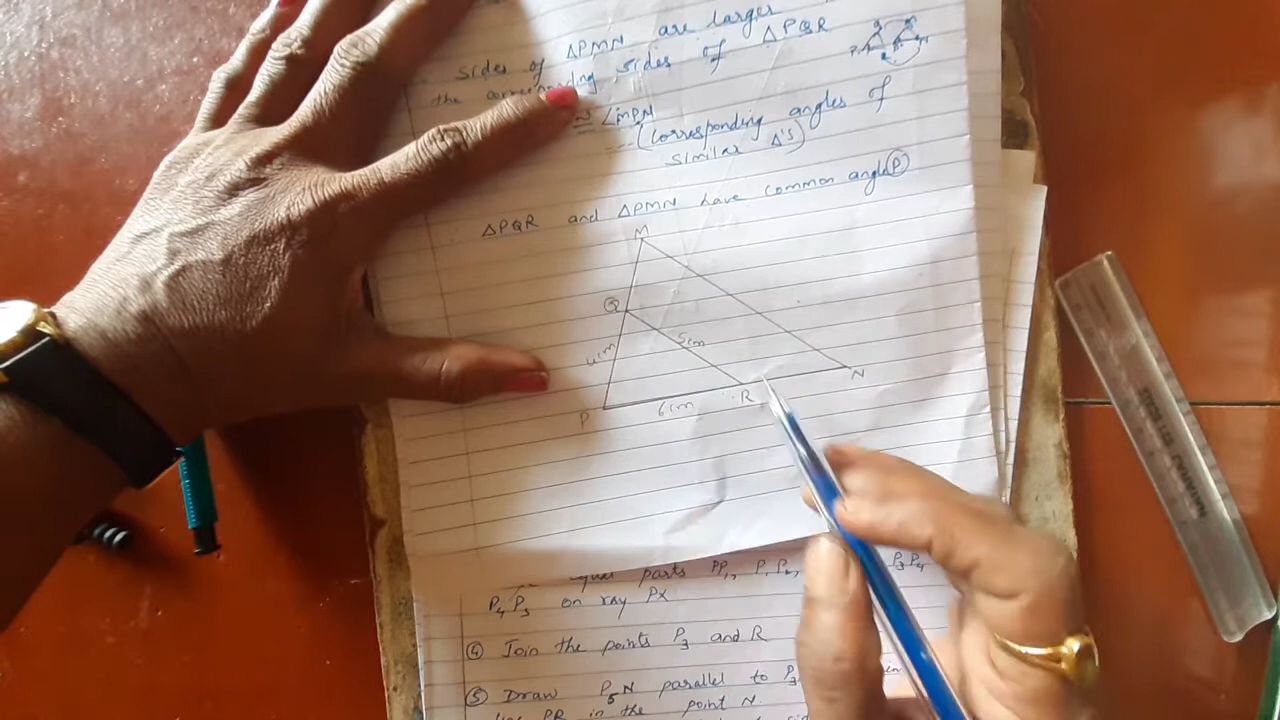 sides of ΔPMN are larger
the corresponding sides of ΔPQR
≅ ∠MPN
---(corresponding angles of
similar Δ'S)
ΔPQR and ΔPMN have common angle P
M
Q
4cm
5cm
N
P
6cm
R
equal parts PP₁, P₁P₂, P₃P₄
P₄P₅ on ray PX
④ Join the points P₃ and R
⑤ Draw P₅N parallel to P₃
PR in the point N.